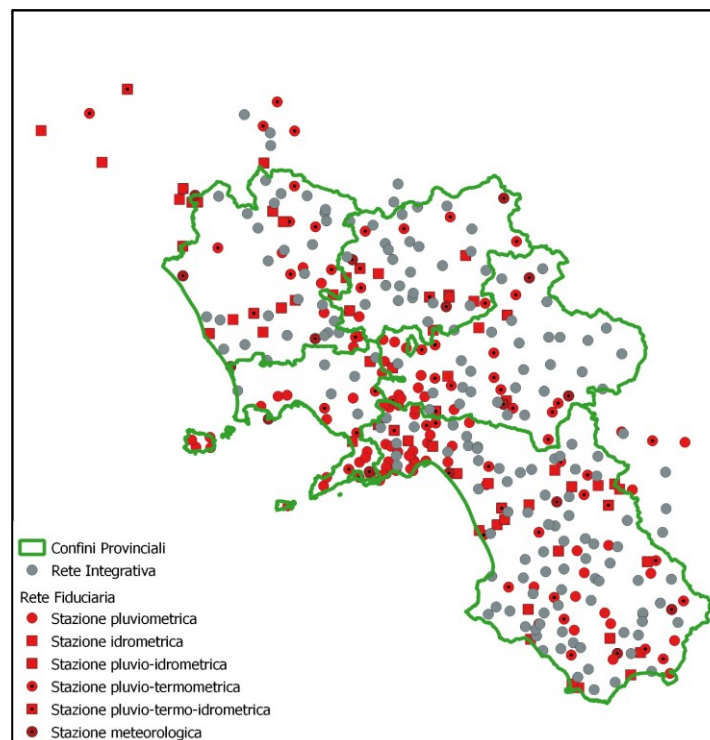 Confini Provinciali
Rete Integrativa
Rete Fiduciaria
Stazione pluviometrica
Stazione idrometrica
Stazione pluvio-idrometrica
Stazione pluvio-termometrica
Stazione pluvio-termo-idrometrica
Stazione meteorologica